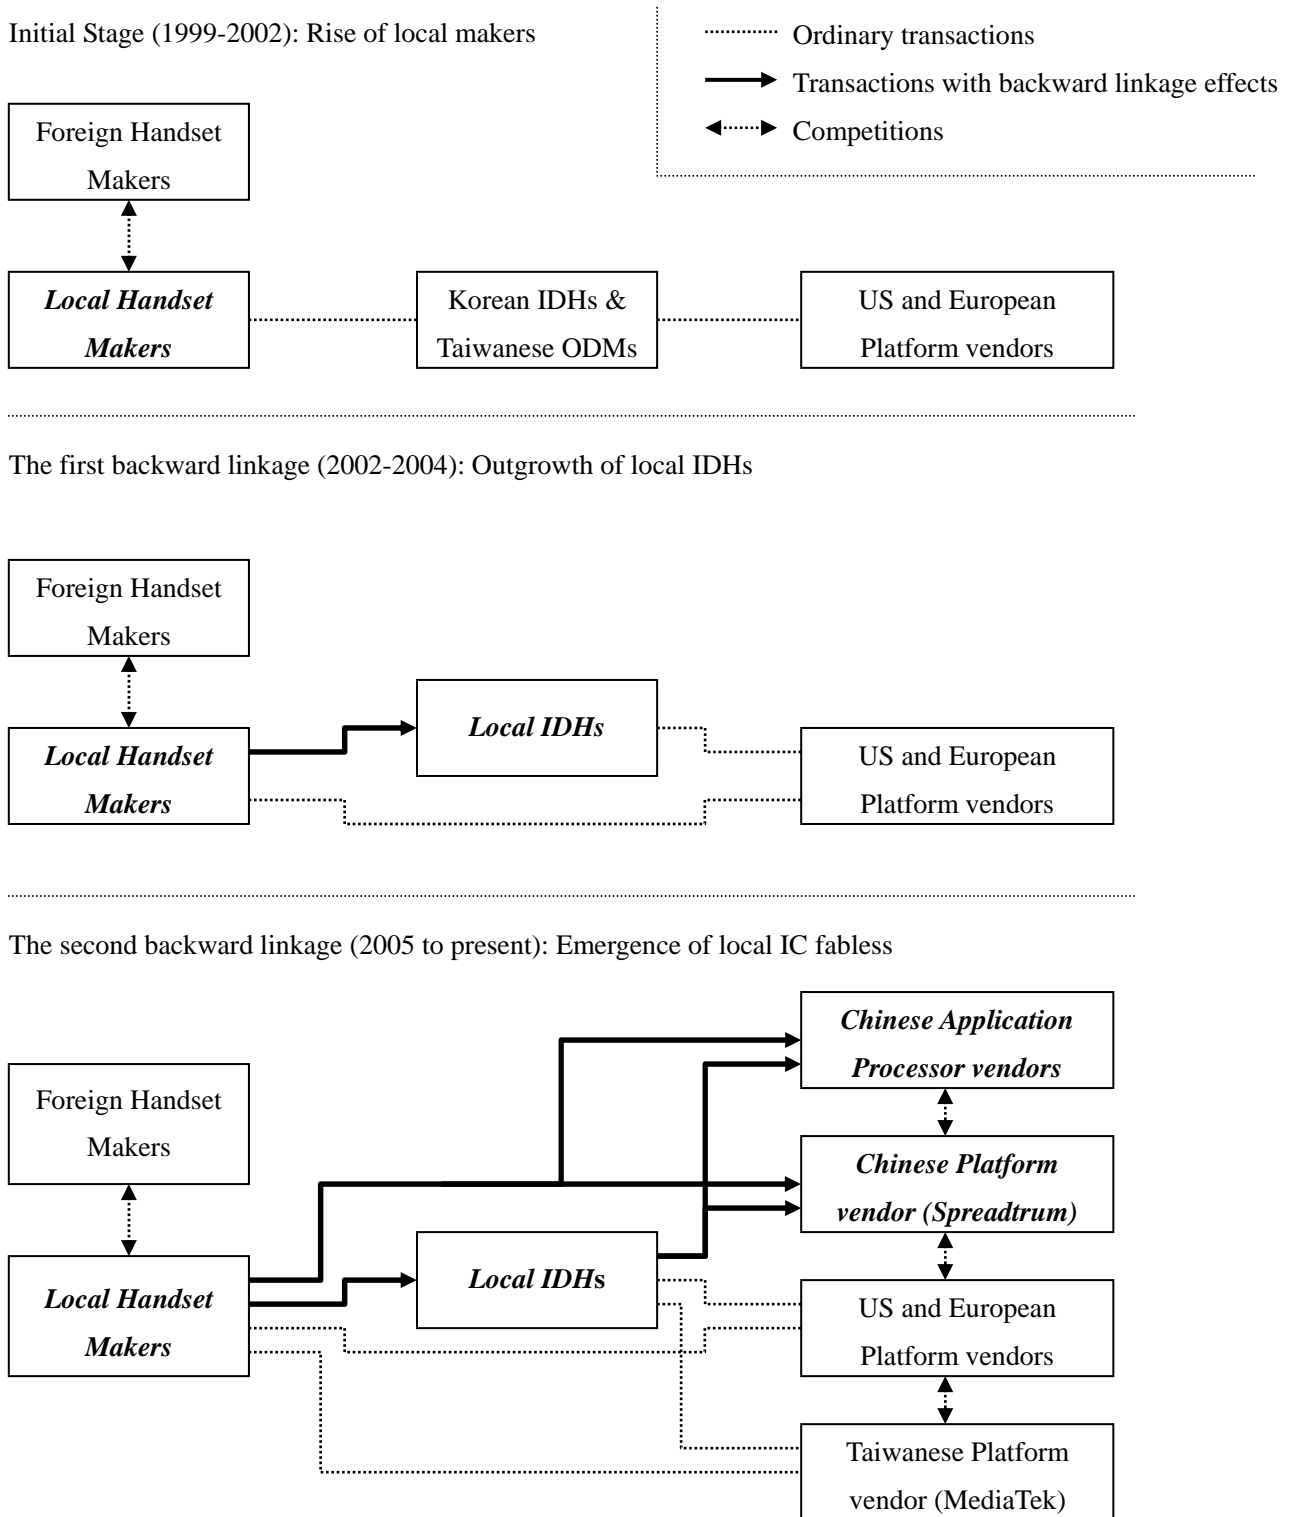 Initial Stage (1999-2002): Rise of local makers
Ordinary transactions
Transactions with backward linkage effects
Competitions
Foreign Handset
Makers
Local Handset
Makers
Korean IDHs &
Taiwanese ODMs
US and European
Platform vendors
The first backward linkage (2002-2004): Outgrowth of local IDHs
Foreign Handset
Makers
Local Handset
Makers
Local IDHs
US and European
Platform vendors
The second backward linkage (2005 to present): Emergence of local IC fabless
Foreign Handset
Makers
Local Handset
Makers
Local IDHs
Chinese Application
Processor vendors
Chinese Platform
vendor (Spreadtrum)
US and European
Platform vendors
Taiwanese Platform
vendor (MediaTek)